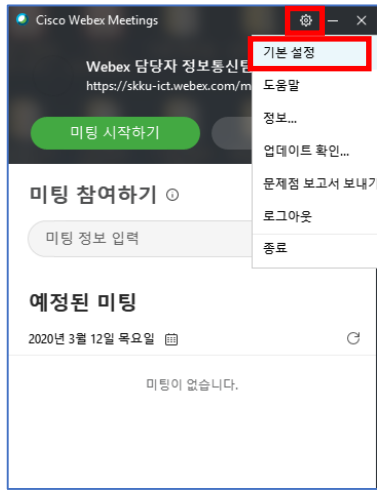 Cisco Webex Meetings
Webex 담당자 정보통신팀
https://skku-ict.webex.com/m
미팅 시작하기
기본 설정
도움말
정보...
업데이트 확인...
문제점 보고서 보내기
로그아웃
종료
미팅 참여하기
미팅 정보 입력
예정된 미팅
2020년 3월 12일 목요일
미팅이 없습니다.